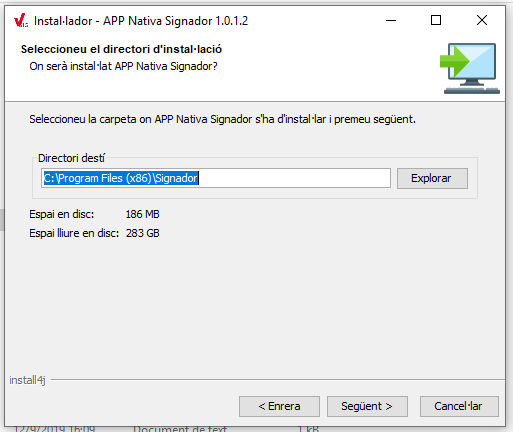 Instal·lador - APP Nativa Signador 1.0.1.2
Seleccioneu el directori d'instal·lació
On serà instal·lat APP Nativa Signador?
Seleccioneu la carpeta on APP Nativa Signador s'ha d'instal·lar i premeu següent.
Directori destí
C:\Program Files (x86)\Signador
Explorar
Espai en disc: 186 MB
Espai lliure en disc: 283 GB
install4j
< Enrera
Següent >
Cancel·lar
12/9/2019 16:09 Document de text 1 kB